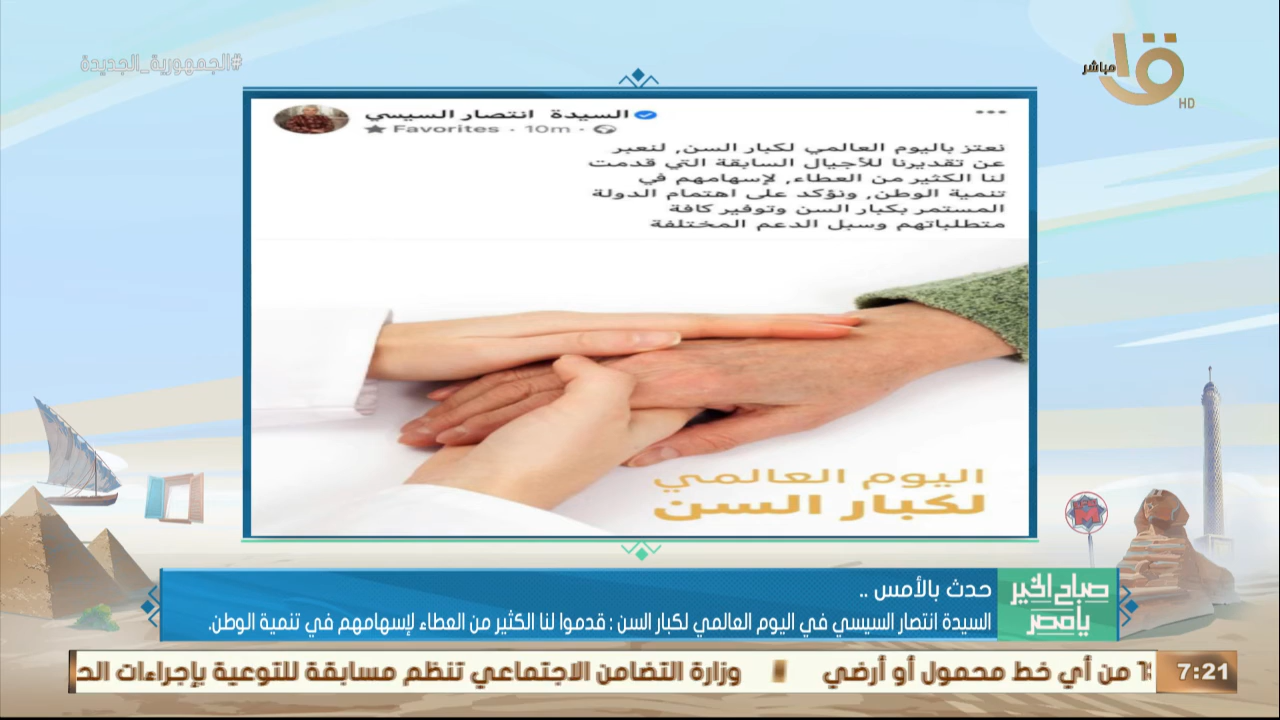 #الجمهورية_الجديدة
مباشر
HD
السيدة انتصار السيسي
Favorites · 10m ·
نعتز باليوم العالمي لكبار السن, لنعبر
عن تقديرنا للأجيال السابقة التي قدمت
لنا الكثير من العطاء, لإسهامهم في
تنمية الوطن, ونؤكد على اهتمام الدولة
المستمر بكبار السن وتوفير كافة
متطلباتهم وسبل الدعم المختلفة
اليوم العالمي
لكبار السن
صباح الخير
يا مصر
حدث بالأمس ..
السيدة انتصار السيسي في اليوم العالمي لكبار السن : قدموا لنا الكثير من العطاء لإسهامهم في تنمية الوطن.
7:21
من أي خط محمول أو أرضي
وزارة التضامن الاجتماعي تنظم مسابقة للتوعية بإجراءات